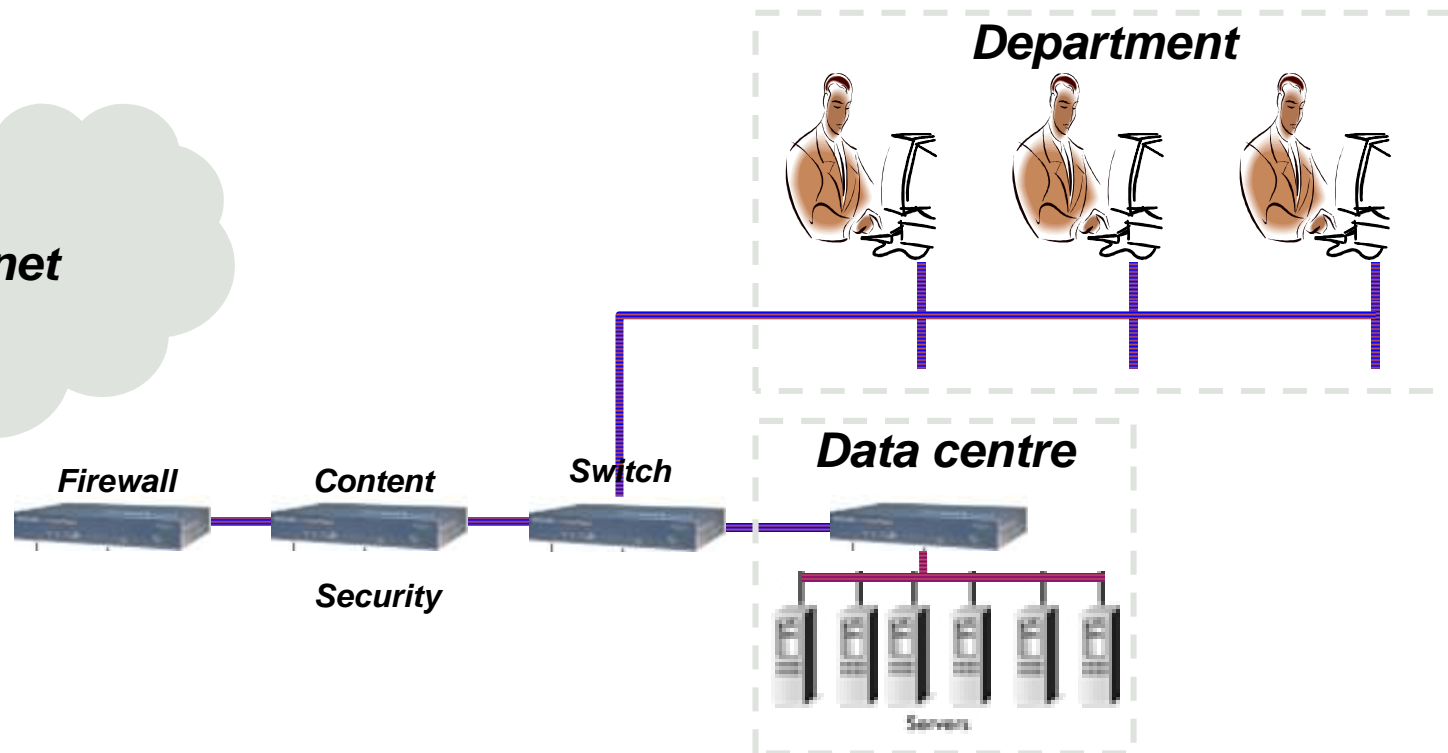 Department
net
Data centre
Firewall
Content
Switch
Security
Servers